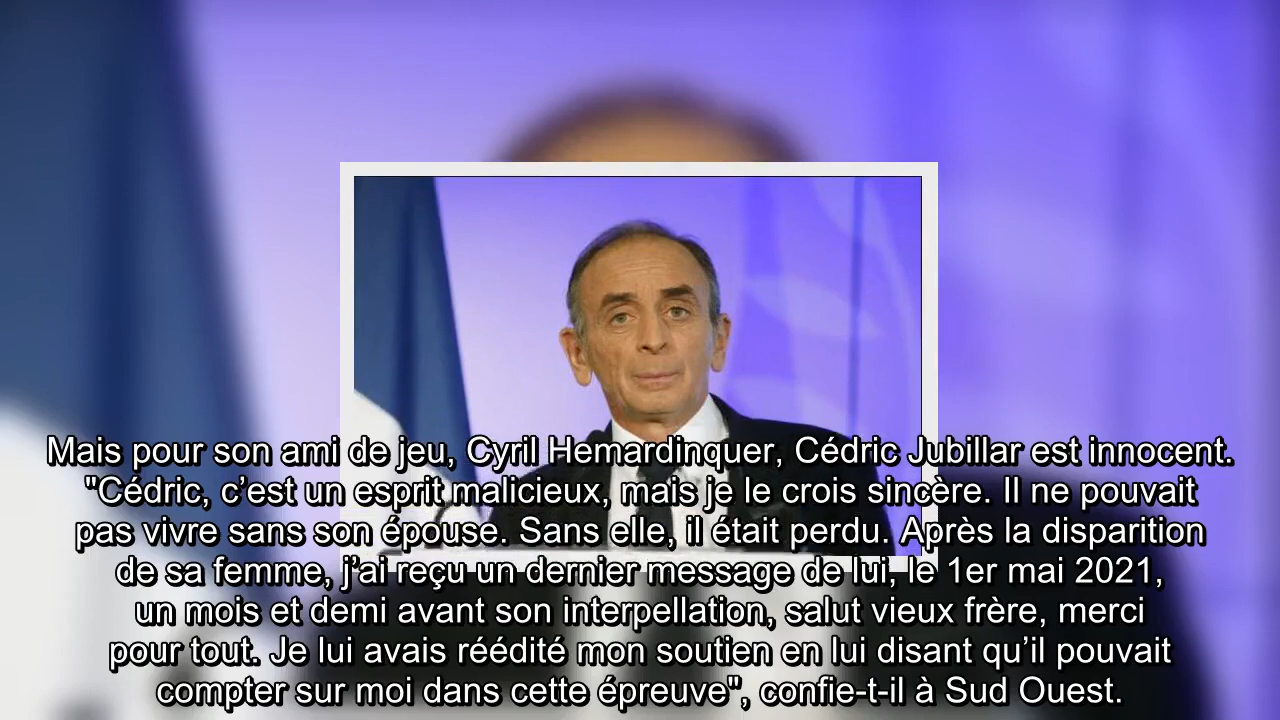 Mais pour son ami de jeu, Cyril Hemardinquer, Cédric Jubillar est innocent.
"Cédric, c’est un esprit malicieux, mais je le crois sincère. Il ne pouvait
pas vivre sans son épouse. Sans elle, il était perdu. Après la disparition
de sa femme, j’ai reçu un dernier message de lui, le 1er mai 2021,
un mois et demi avant son interpellation, salut vieux frère, merci
pour tout. Je lui avais réédité mon soutien en lui disant qu’il pouvait
compter sur moi dans cette épreuve", confie-t-il à Sud Ouest.